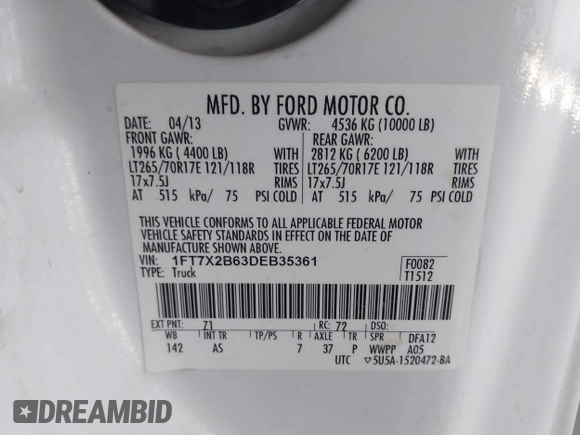 MFD. BY FORD MOTOR CO.
DATE: 04/13 GVWR: 4536 KG (10000 LB)
FRONT GAWR: REAR GAWR:
1996 KG ( 4400 LB) WITH 2812 KG ( 6200 LB) WITH
LT265/70R17E 121/118R TIRES LT265/70R17E 121/118R TIRES
17x7.5J RIMS 17x7.5J RIMS
AT 515 kPa/ 75 PSI COLD AT 515 kPa/ 75 PSI COLD
THIS VEHICLE CONFORMS TO ALL APPLICABLE FEDERAL MOTOR
VEHICLE SAFETY STANDARDS IN EFFECT ON THE DATE OF
MANUFACTURE SHOWN ABOVE.
VIN: 1FT7X2B63DEB35361 F0082
TYPE: Truck T1512
EXT PNT: Z1 RC: 72 DSO:
WB INT TR TP/PS R AXLE TR SPR DFA12
142 AS 7 37 P WWPP A05
UTC ▽5U5A-1520472-BA
DREAMBID